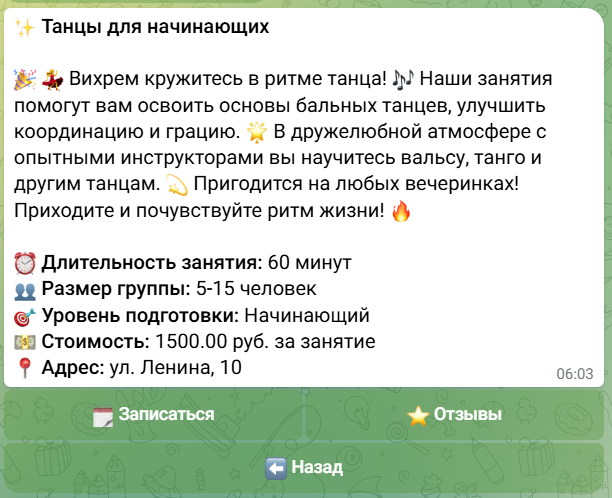 ✨ Танцы для начинающих
🎉 💃 Вихрем кружитесь в ритме танца! 🎶 Наши занятия
помогут вам освоить основы бальных танцев, улучшить
координацию и грацию. 🌟 В дружелюбной атмосфере с
опытными инструкторами вы научитесь вальсу, танго и
другим танцам. 💫 Пригодится на любых вечеринках!
Приходите и почувствуйте ритм жизни! 🔥
⏰ Длительность занятия: 60 минут
👥 Размер группы: 5-15 человек
🎯 Уровень подготовки: Начинающий
💵 Стоимость: 1500.00 руб. за занятие
📍 Адрес: ул. Ленина, 10
06:03
🗓 Записаться
⭐ Отзывы
⬅ Назад